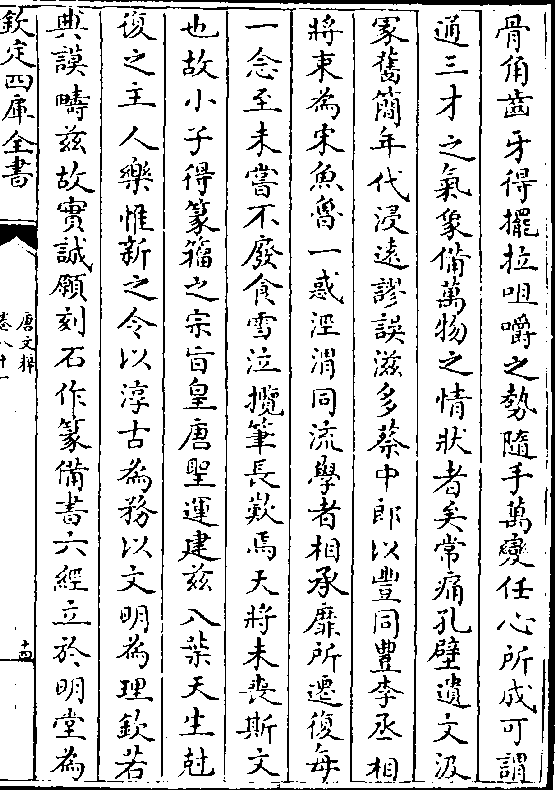 骨角齒牙得擺拉咀嚼之勢隨手萬變任心所成可謂
通三才之氣象備萬物之情狀者矣常痛孔壁遺文汲
冢舊簡年代浸逺謬誤滋多蔡中郎以豐同豊李丞相
將束為宋魚魯一惑涇渭同流學者相承靡所遷復每
一念至未嘗不廢食雪泣攬筆長歎焉天將未喪斯文
也故小子得篆籀之宗旨皇唐聖運建兹八葉天生尅
復之主人樂惟新之令以淳古為務以文明為理欽若
典謨疇兹故實誠願刻石作篆備書六經立於明堂為
欽定四庫全書
唐文粹
卷八十一
十四